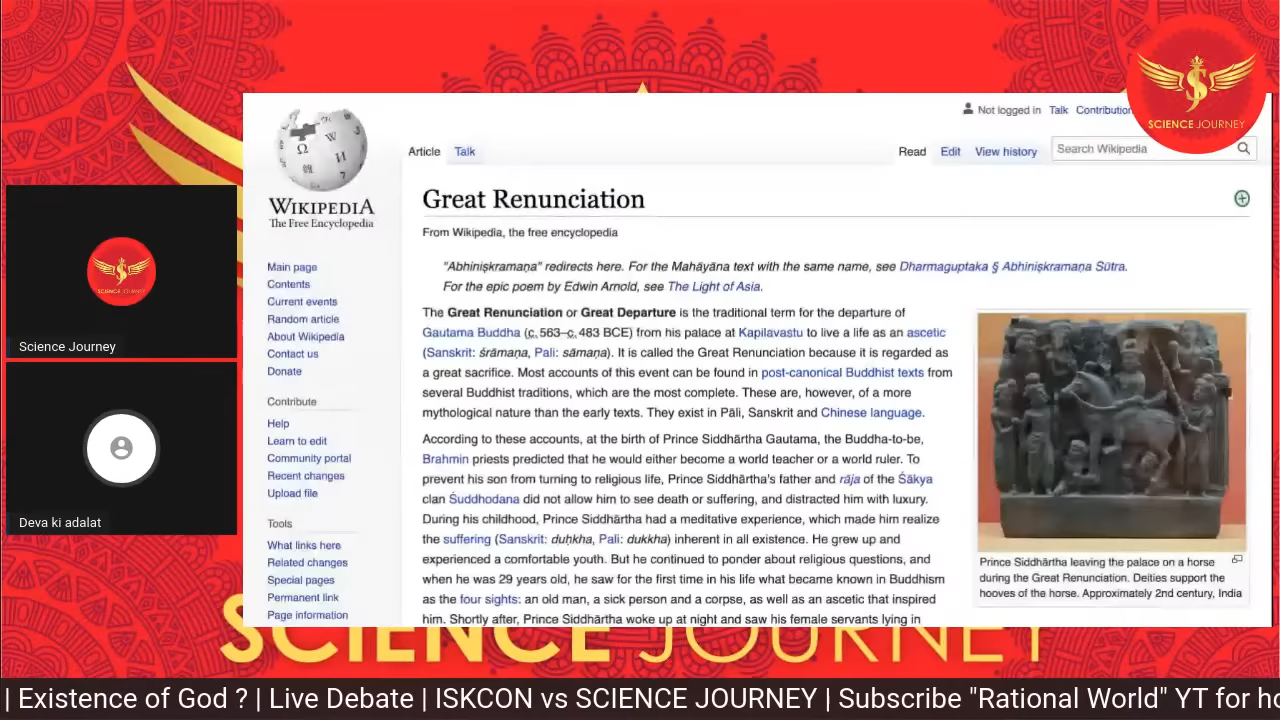 SCIENCE JOURNEY
Not logged in Talk
Article Talk Read Edit View history Search Wikipedia
WIKIPEDIA
The Free Encyclopedia
Great Renunciation
From Wikipedia, the free encyclopedia
"Abhiniṣkramaṇa" redirects here. For the Mahāyāna text with the same name, see Dharmaguptaka § Abhiniṣkramaṇa Sūtra.
For the epic poem by Edwin Arnold, see The Light of Asia.
The Great Renunciation or Great Departure is the traditional term for the departure of
Gautama Buddha (c. 563–c. 483 BCE) from his palace at Kapilavastu to live a life as an ascetic
(Sanskrit: śrāmaṇa, Pali: sāmaṇa). It is called the Great Renunciation because it is regarded as
a great sacrifice. Most accounts of this event can be found in post-canonical Buddhist texts from
several Buddhist traditions, which are the most complete. These are, however, of a more
mythological nature than the early texts. They exist in Pāli, Sanskrit and Chinese language.
According to these accounts, at the birth of Prince Siddhārtha Gautama, the Buddha-to-be,
Brahmin priests predicted that he would either become a world teacher or a world ruler. To
prevent his son from turning to religious life, Prince Siddhārtha's father and rāja of the Śākya
clan Śuddhodana did not allow him to see death or suffering, and distracted him with luxury.
During his childhood, Prince Siddhārtha had a meditative experience, which made him realize
the suffering (Sanskrit: duḥkha, Pali: dukkha) inherent in all existence. He grew up and
experienced a comfortable youth. But he continued to ponder about religious questions, and
when he was 29 years old, he saw for the first time in his life what became known in Buddhism
as the four sights: an old man, a sick person and a corpse, as well as an ascetic that inspired
him. Shortly after, Prince Siddhārtha woke up at night and saw his female servants lying in
Prince Siddhārtha leaving the palace on a horse
during the Great Renunciation. Deities support the
hooves of the horse. Approximately 2nd century, India
Main page
Contents
Current events
Random article
About Wikipedia
Contact us
Donate
Contribute
Help
Learn to edit
Community portal
Recent changes
Upload file
Tools
What links here
Related changes
Special pages
Permanent link
Page information
SCIENCE JOURNEY
Science Journey
Deva ki adalat
SCIENCE JOURNEY
| Existence of God ? | Live Debate | ISKCON vs SCIENCE JOURNEY | Subscribe "Rational World" YT for